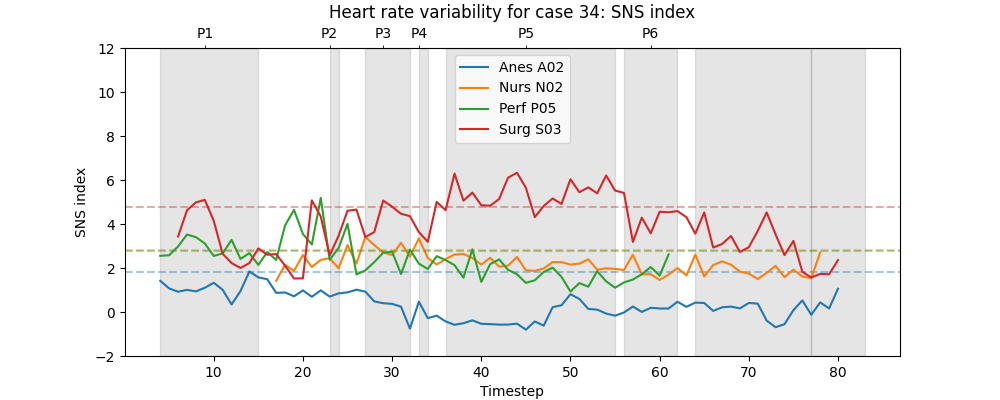 Heart rate variability for case 34: SNS index
P1 P2 P3 P4 P5 P6
12
10
8
6
4
2
0
−2
SNS index
Anes A02
Nurs N02
Perf P05
Surg S03
10 20 30 40 50 60 70 80
Timestep